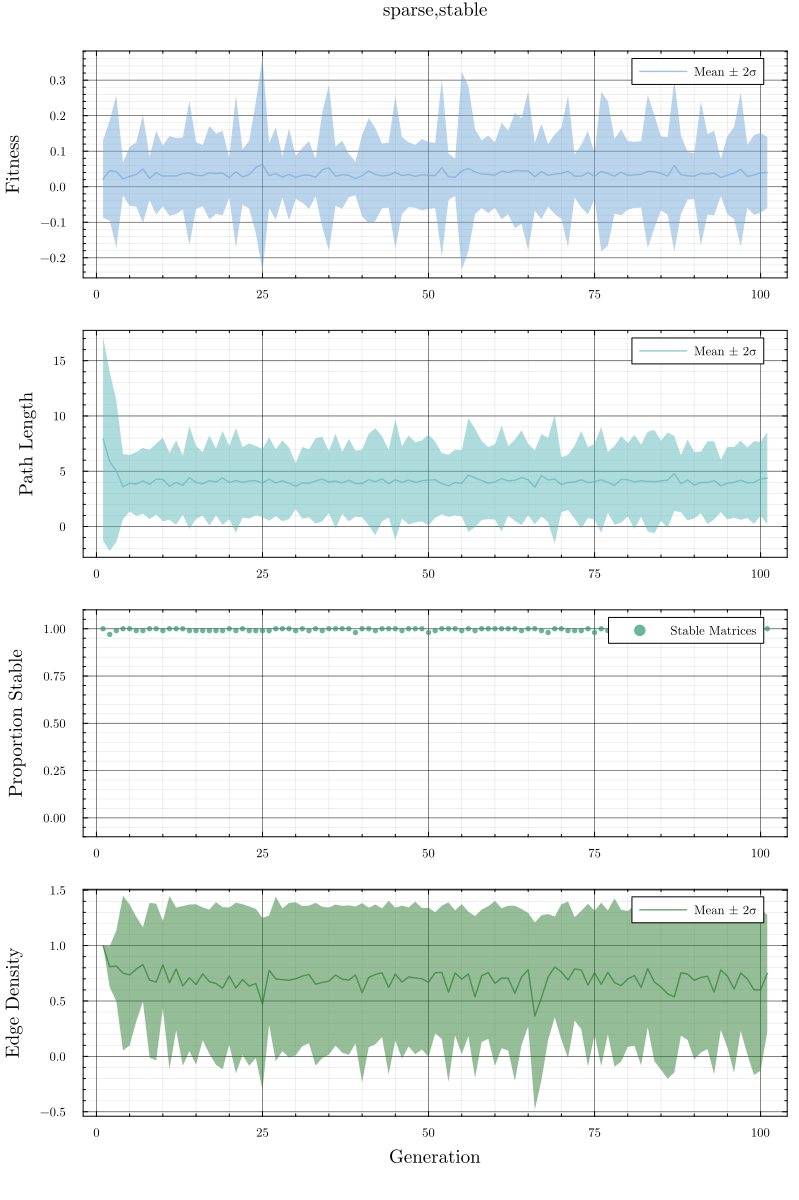 sparse,stable
Fitness
0.3
0.2
0.1
0.0
−0.1
−0.2
Mean ± 2σ
0 25 50 75 100
Path Length
15
10
5
0
Mean ± 2σ
0 25 50 75 100
Proportion Stable
1.00
0.75
0.50
0.25
0.00
Stable Matrices
0 25 50 75 100
Edge Density
1.5
1.0
0.5
0.0
−0.5
Mean ± 2σ
0 25 50 75 100
Generation